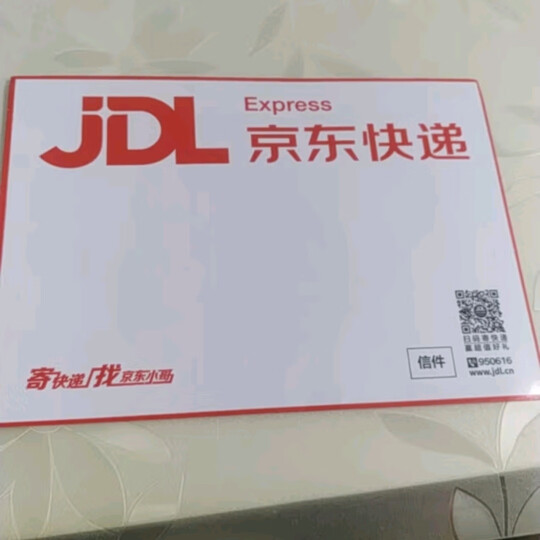 JDL
Express
京东快递
扫码寄快递
赢超值好礼
信件
950616
www.jdl.cn
寄快递 找京东小哥